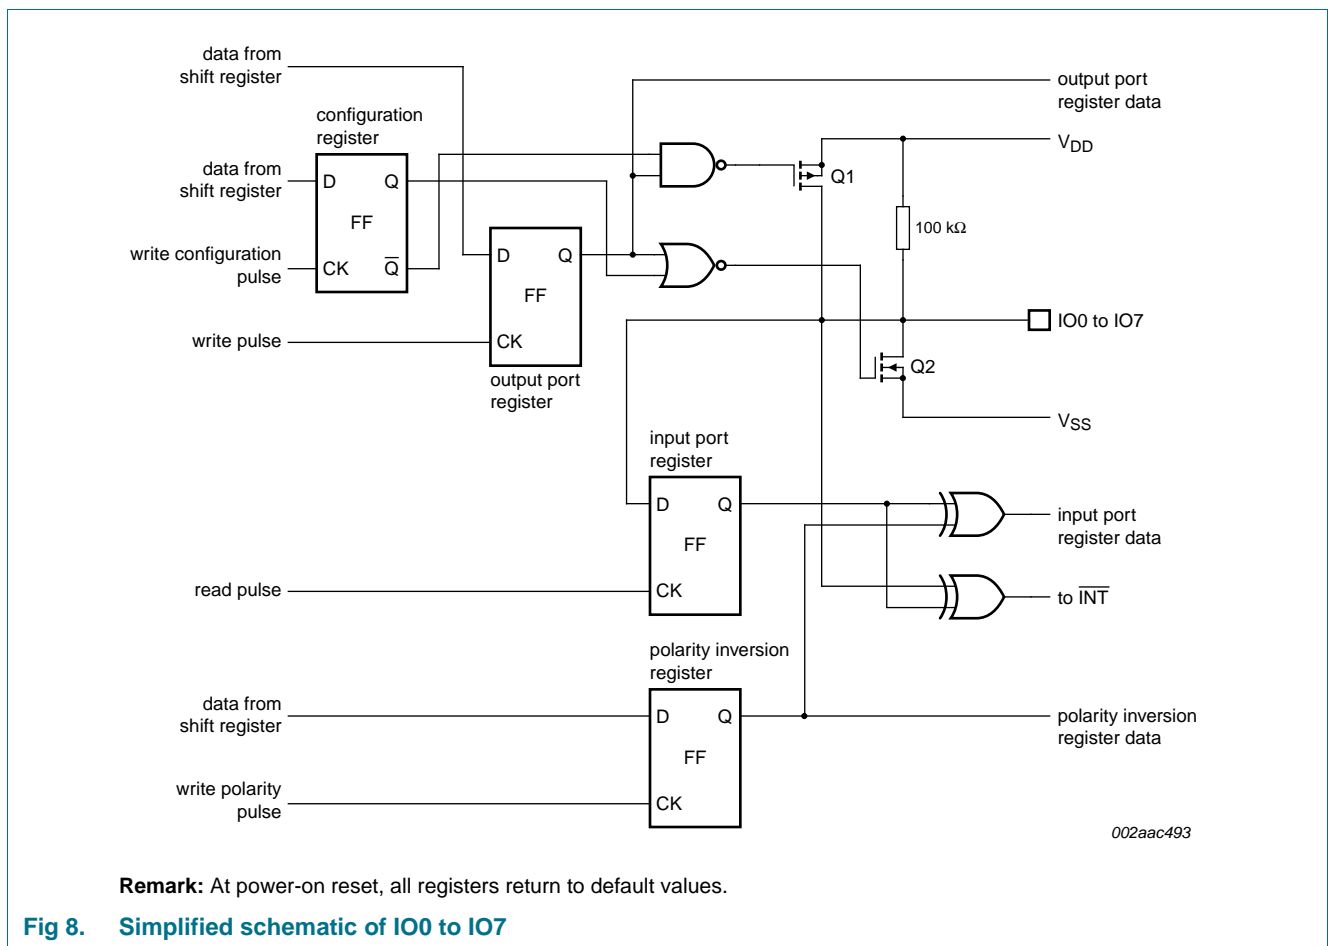 data from
shift register
output port
register data
configuration
register
V_DD
data from
shift register
D
Q
Q1
FF
100 kΩ
write configuration
pulse
CK
Q̅
D
Q
FF
IO0 to IO7
write pulse
CK
Q2
output port
register
V_SS
input port
register
D
Q
input port
register data
FF
read pulse
CK
to I̅N̅T̅
polarity inversion
register
data from
shift register
D
Q
polarity inversion
register data
FF
write polarity
pulse
CK
002aac493
Remark: At power-on reset, all registers return to default values.
Fig 8. Simplified schematic of IO0 to IO7